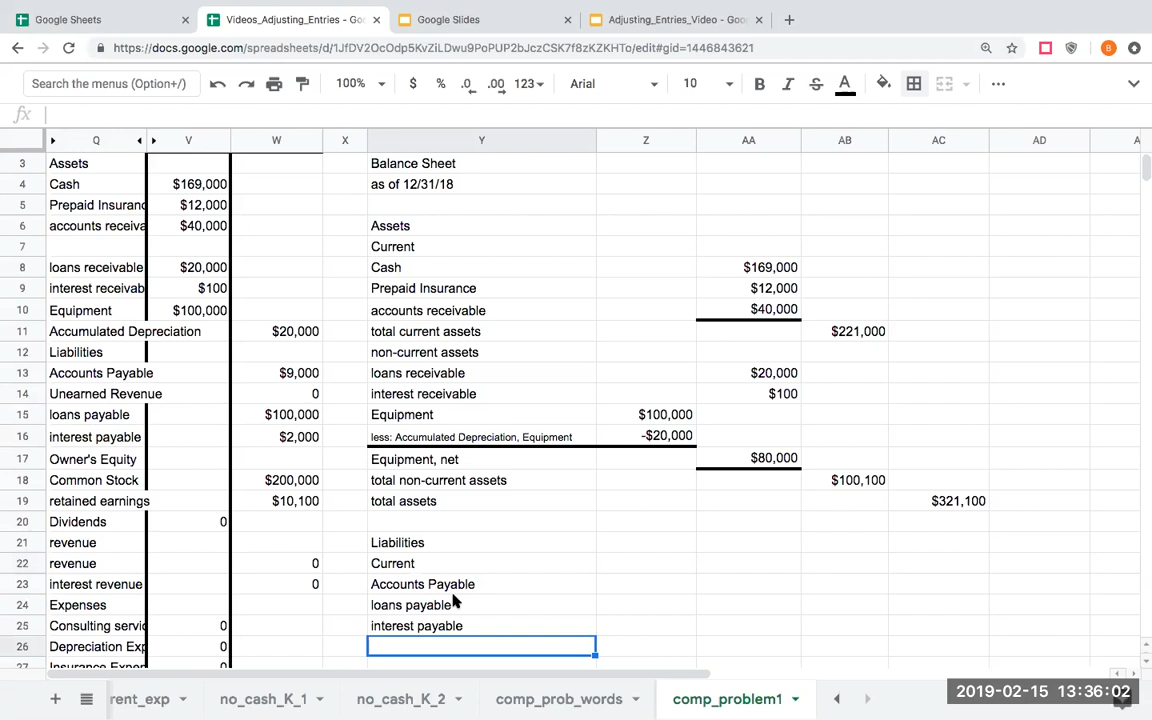 Google Sheets
Videos_Adjusting_Entries - Go
Google Slides
Adjusting_Entries_Video - Goo
https://docs.google.com/spreadsheets/d/1JfDV2OcOdp5KvZiLDwu9PoPUP2bJczCSK7f8zKZKHTo/edit#gid=1446843621
B
Search the menus (Option+/)
100%
$
%
.0
.00
123
Arial
10
B
I
S
A
fx
Q V W X Y Z AA AB AC AD A
3 Assets Balance Sheet
4 Cash $169,000 as of 12/31/18
5 Prepaid Insuranc $12,000
6 accounts receiva $40,000 Assets
7 Current
8 loans receivable $20,000 Cash $169,000
9 interest receivab $100 Prepaid Insurance $12,000
10 Equipment $100,000 accounts receivable $40,000
11 Accumulated Depreciation $20,000 total current assets $221,000
12 Liabilities non-current assets
13 Accounts Payable $9,000 loans receivable $20,000
14 Unearned Revenue 0 interest receivable $100
15 loans payable $100,000 Equipment $100,000
16 interest payable $2,000 less: Accumulated Depreciation, Equipment -$20,000
17 Owner's Equity Equipment, net $80,000
18 Common Stock $200,000 total non-current assets $100,100
19 retained earnings $10,100 total assets $321,100
20 Dividends 0
21 revenue Liabilities
22 revenue 0 Current
23 interest revenue 0 Accounts Payable
24 Expenses loans payable
25 Consulting servic 0 interest payable
26 Depreciation Exp 0
27 Insurance Expen 0
rent_exp
no_cash_K_1
no_cash_K_2
comp_prob_words
comp_problem1
2019-02-15 13:36:02